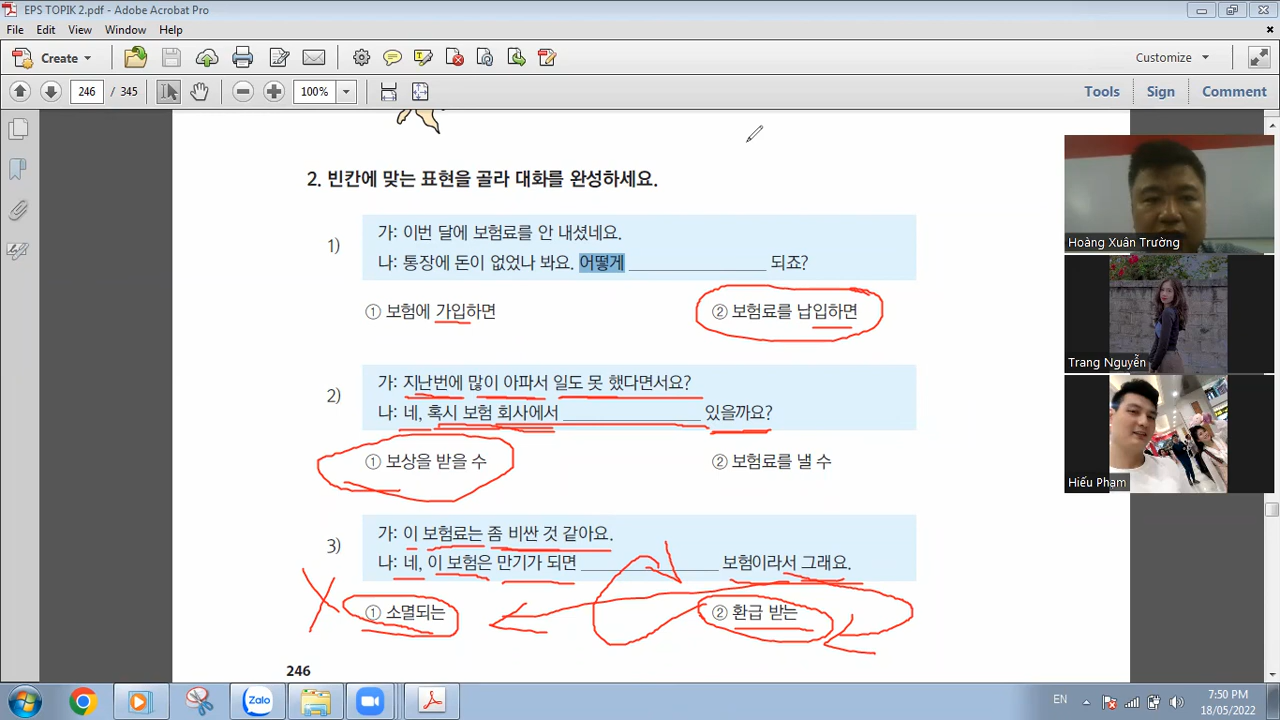 EPS TOPIK 2.pdf - Adobe Acrobat Pro
File Edit View Window Help
Create
Customize
246 / 345
100%
Tools Sign Comment
2. 빈칸에 맞는 표현을 골라 대화를 완성하세요.
1)
가: 이번 달에 보험료를 안 내셨네요.
나: 통장에 돈이 없었나 봐요. 어떻게 ______________ 되죠?
① 보험에 가입하면
② 보험료를 납입하면
2)
가: 지난번에 많이 아파서 일도 못 했다면서요?
나: 네, 혹시 보험 회사에서 ______________ 있을까요?
① 보상을 받을 수
② 보험료를 낼 수
3)
가: 이 보험료는 좀 비싼 것 같아요.
나: 네, 이 보험은 만기가 되면 ______________ 보험이라서 그래요.
① 소멸되는
② 환급 받는
246
Hoàng Xuân Trường
Trang Nguyễn
Hiếu Phạm
Zalo
EN
7:50 PM
18/05/2022